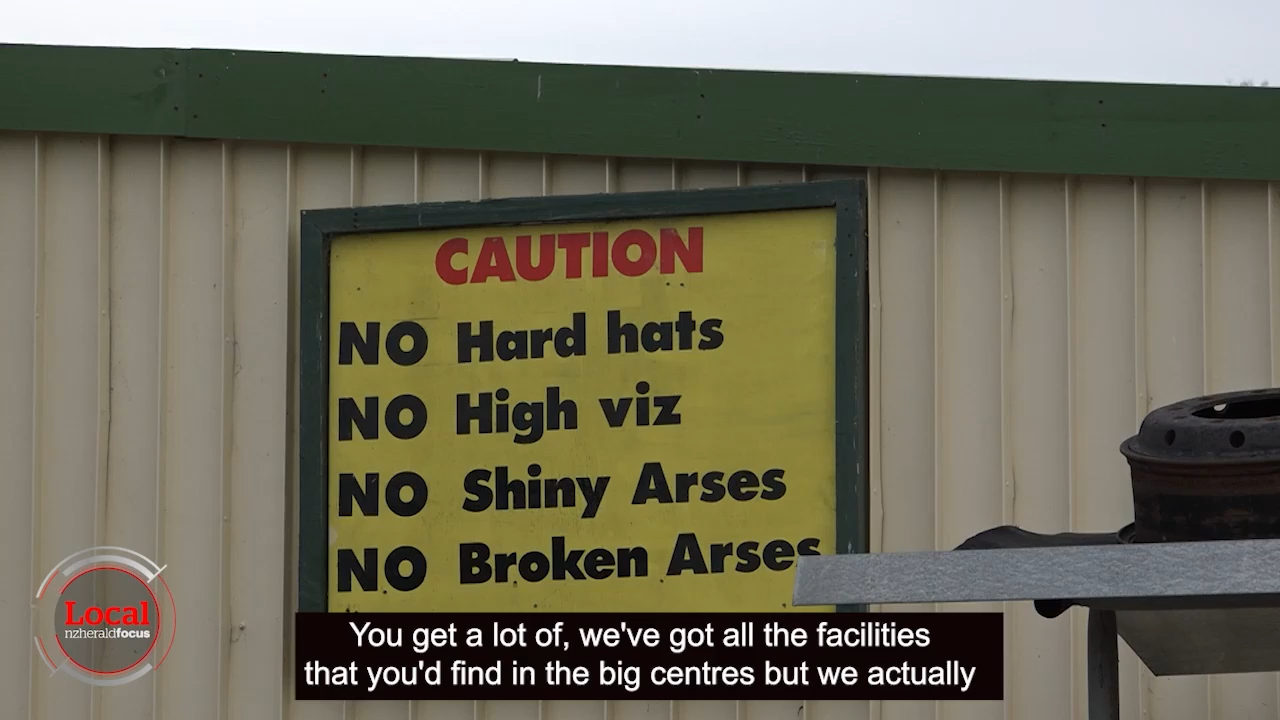 CAUTION
NO Hard hats
NO High viz
NO Shiny Arses
NO Broken Arses
Local
nzheraldfocus
You get a lot of, we've got all the facilities
that you'd find in the big centres but we actually